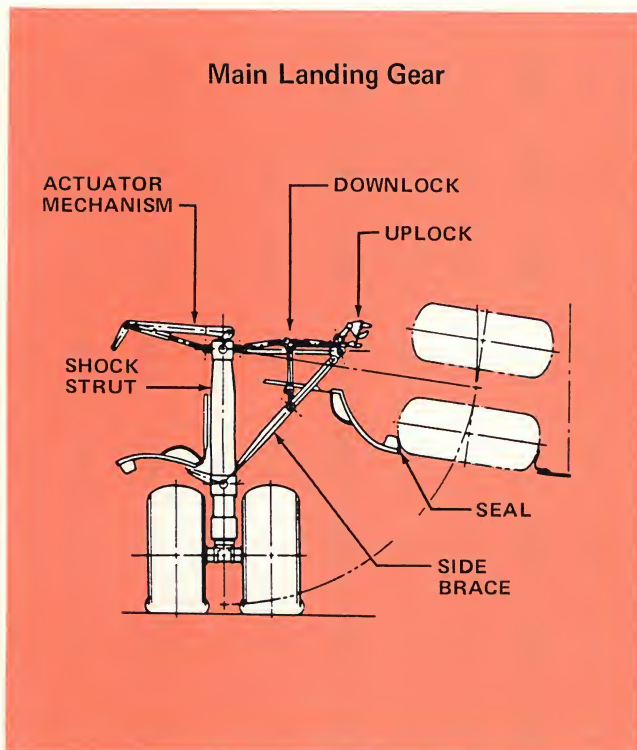 Main Landing Gear
ACTUATOR
MECHANISM
DOWNLOCK
UPLOCK
SHOCK
STRUT
SEAL
SIDE
BRACE